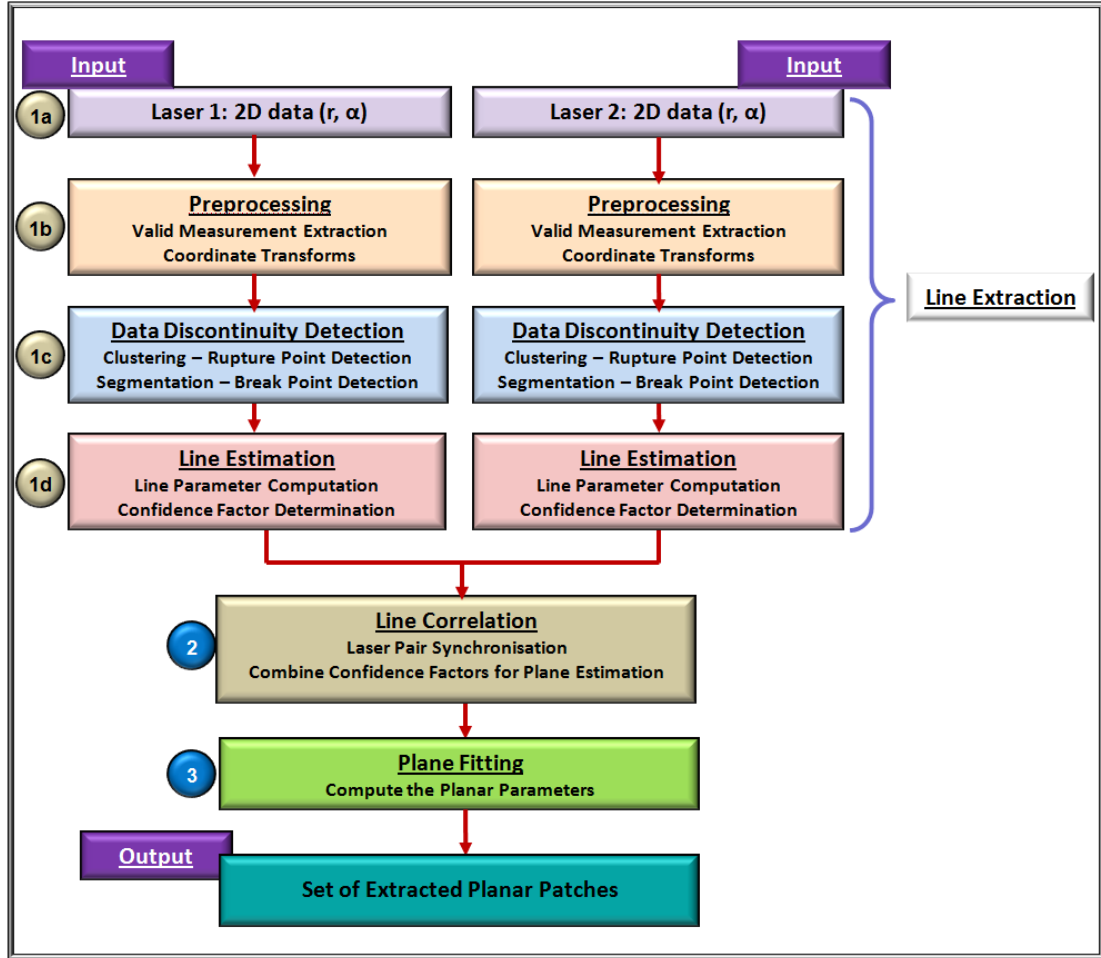 Input
Input
1a
Laser 1: 2D data (r, α)
Laser 2: 2D data (r, α)
1b
Preprocessing
Valid Measurement Extraction
Coordinate Transforms
Preprocessing
Valid Measurement Extraction
Coordinate Transforms
Line Extraction
1c
Data Discontinuity Detection
Clustering – Rupture Point Detection
Segmentation – Break Point Detection
Data Discontinuity Detection
Clustering – Rupture Point Detection
Segmentation – Break Point Detection
1d
Line Estimation
Line Parameter Computation
Confidence Factor Determination
Line Estimation
Line Parameter Computation
Confidence Factor Determination
2
Line Correlation
Laser Pair Synchronisation
Combine Confidence Factors for Plane Estimation
3
Plane Fitting
Compute the Planar Parameters
Output
Set of Extracted Planar Patches